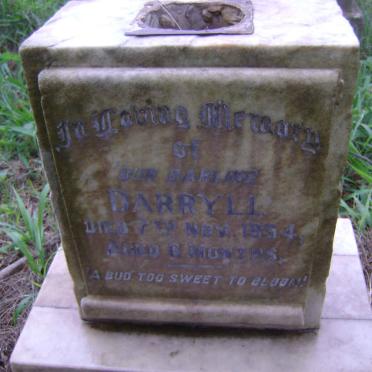 In Loving Memory
OF
OUR DARLING
DARRYLL
DIED 7TH NOV. 1954,
AGED 6 MONTHS.
"A BUD TOO SWEET TO BLOOM"